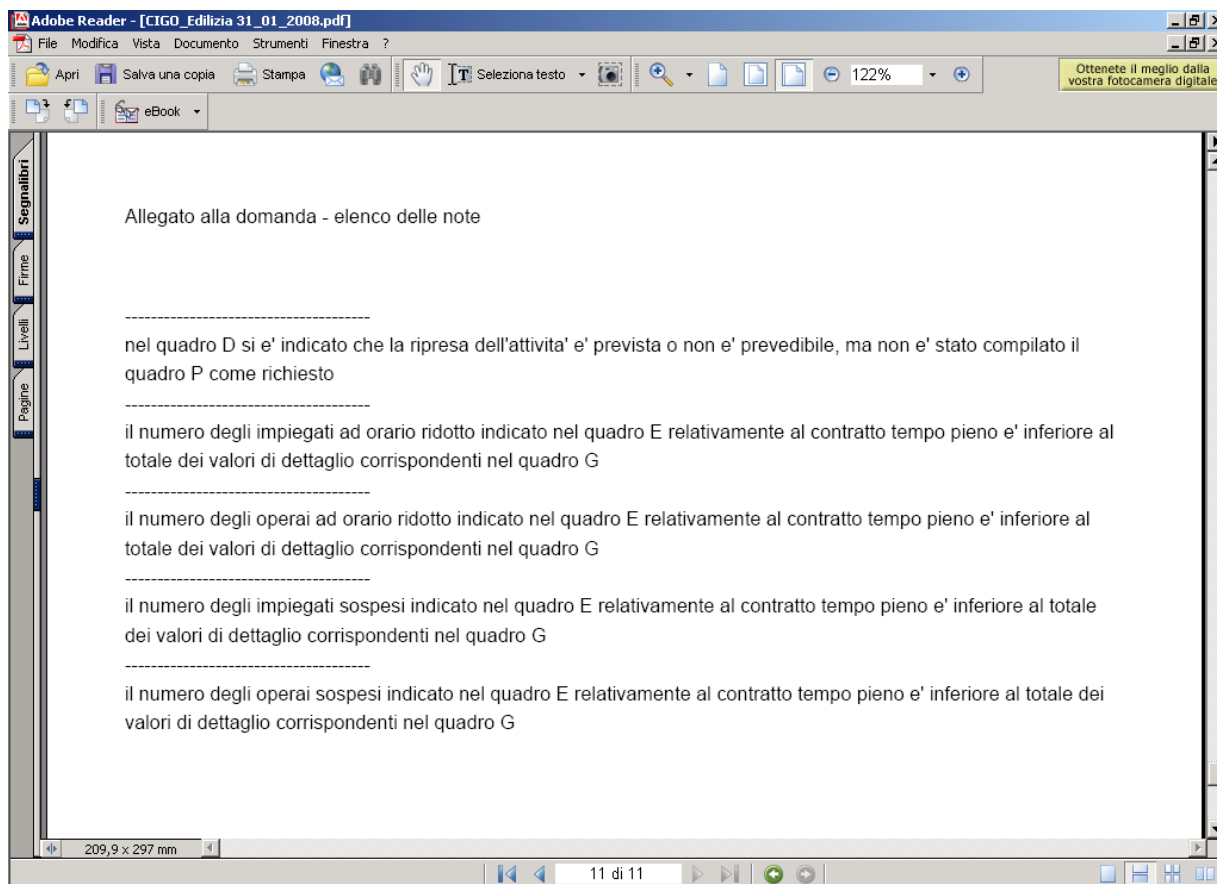 Adobe Reader - [CIGO_Edilizia 31_01_2008.pdf]
File Modifica Vista Documento Strumenti Finestra ?
Apri Salva una copia Stampa Seleziona testo 122%
Ottenete il meglio dalla
vostra fotocamera digitale
eBook
Segnalibri
Firme
Livelli
Pagine
Allegato alla domanda - elenco delle note
--------------------------------------
nel quadro D si e' indicato che la ripresa dell'attivita' e' prevista o non e' prevedibile, ma non e' stato compilato il
quadro P come richiesto
--------------------------------------
il numero degli impiegati ad orario ridotto indicato nel quadro E relativamente al contratto tempo pieno e' inferiore al
totale dei valori di dettaglio corrispondenti nel quadro G
--------------------------------------
il numero degli operai ad orario ridotto indicato nel quadro E relativamente al contratto tempo pieno e' inferiore al
totale dei valori di dettaglio corrispondenti nel quadro G
--------------------------------------
il numero degli impiegati sospesi indicato nel quadro E relativamente al contratto tempo pieno e' inferiore al totale
dei valori di dettaglio corrispondenti nel quadro G
--------------------------------------
il numero degli operai sospesi indicato nel quadro E relativamente al contratto tempo pieno e' inferiore al totale dei
valori di dettaglio corrispondenti nel quadro G
209,9 x 297 mm
11 di 11